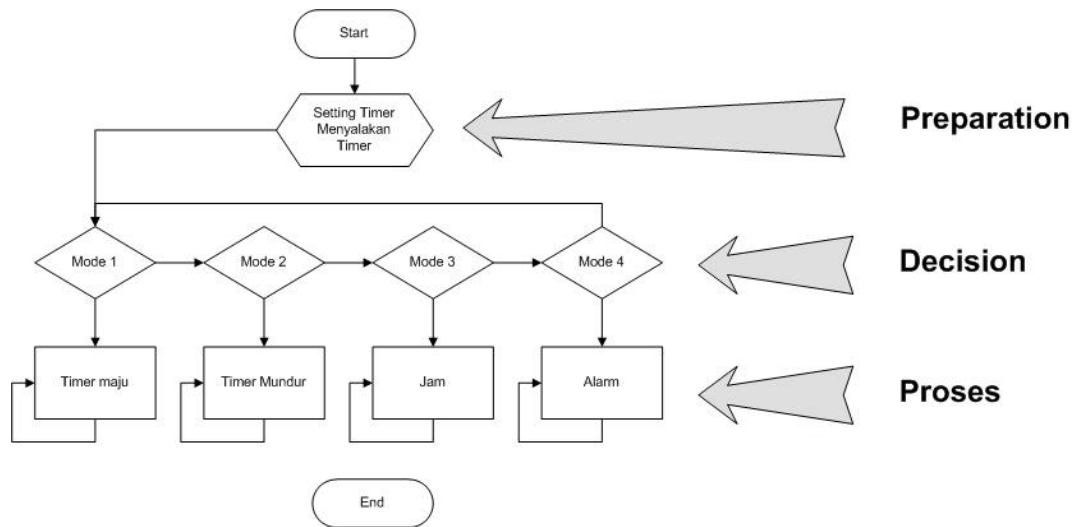 Start
Setting Timer
Menyalakan
Timer
Preparation
Mode 1
Mode 2
Mode 3
Mode 4
Decision
Timer maju
Timer Mundur
Jam
Alarm
Proses
End